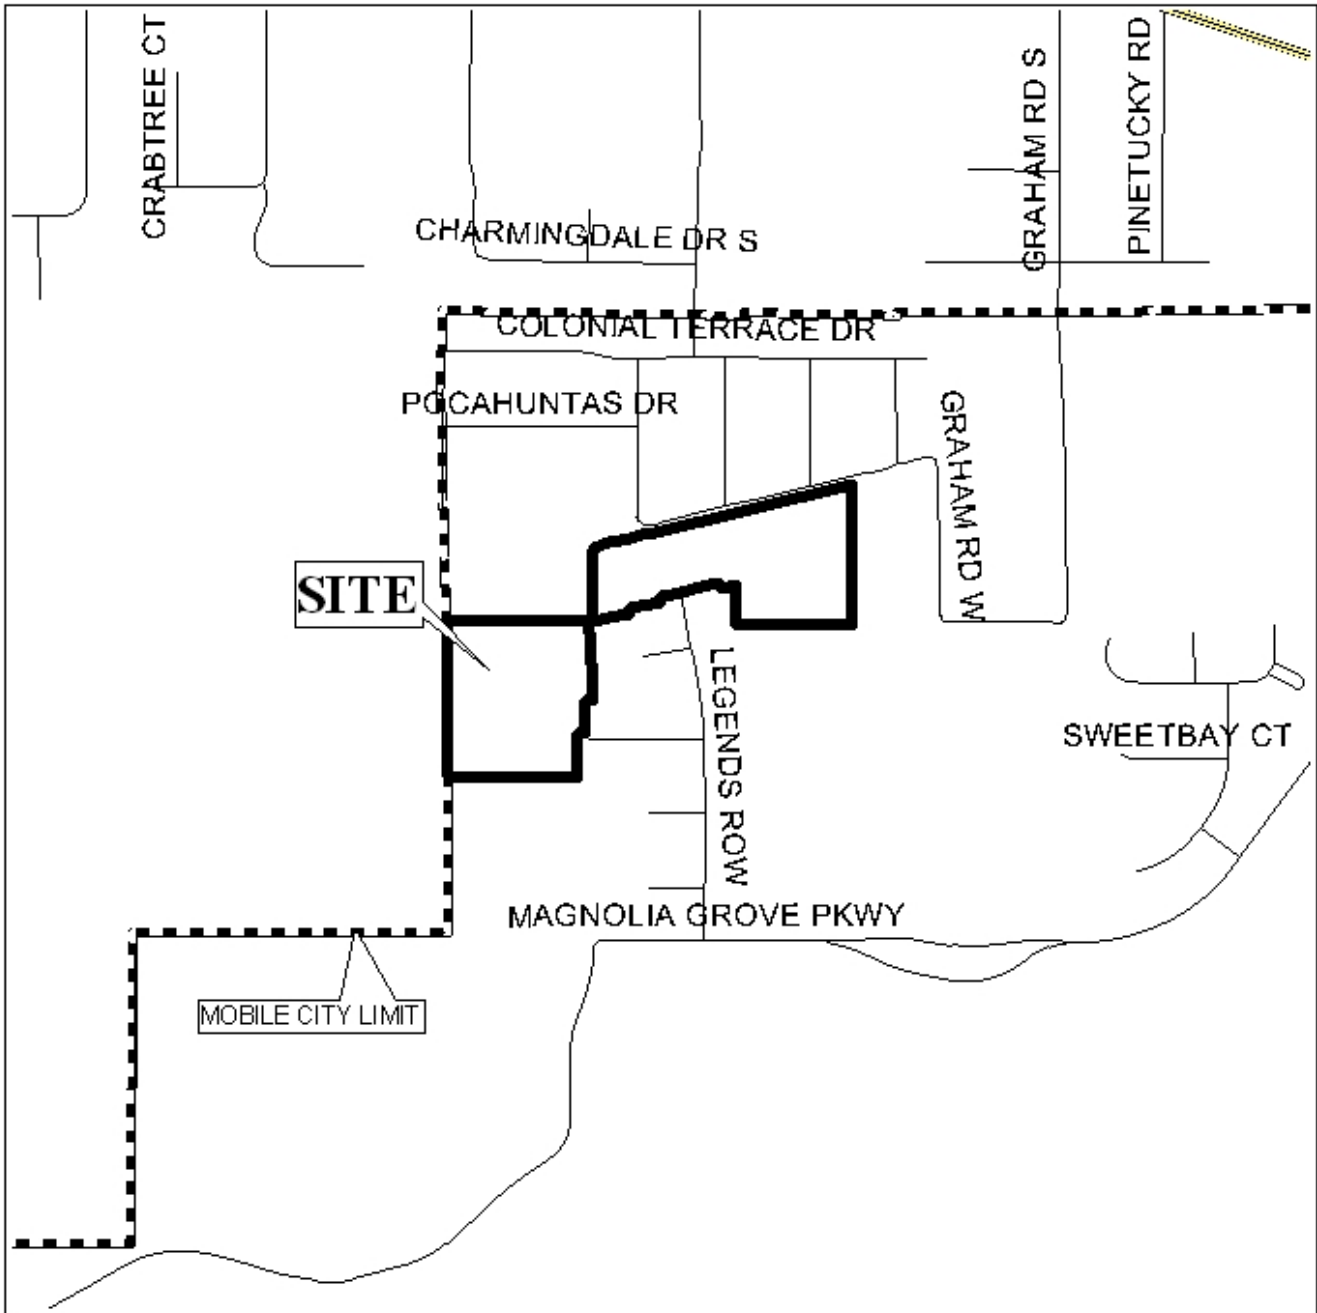 CRABTREE CT
GRAHAM RD S
PINETUCKY RD
CHARMINGDALE DR S
COLONIAL TERRACE DR
POCAHUNTAS DR
GRAHAM RD W
SITE
LEGENDS ROW
SWEETBAY CT
MAGNOLIA GROVE PKWY
MOBILE CITY LIMIT